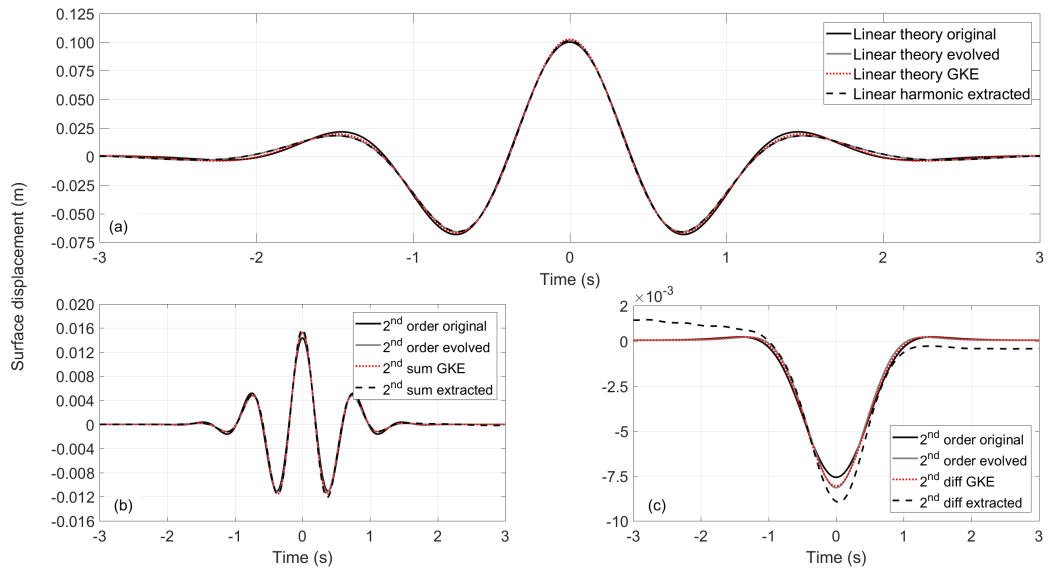 0.125
0.100
0.075
0.050
0.025
0
-0.025
-0.050
-0.075
-3
-2
-1
0
1
2
3
Time (s)
(a)
Linear theory original
Linear theory evolved
Linear theory GKE
Linear harmonic extracted
Surface displacement (m)
0.020
0.016
0.012
0.008
0.004
0
-0.004
-0.008
-0.012
-0.016
-3
-2
-1
0
1
2
3
Time (s)
(b)
2nd order original
2nd order evolved
2nd sum GKE
2nd sum extracted
×10-3
2
0
-2.5
-5
-7.5
-10
-3
-2
-1
0
1
2
3
Time (s)
(c)
2nd order original
2nd order evolved
2nd diff GKE
2nd diff extracted